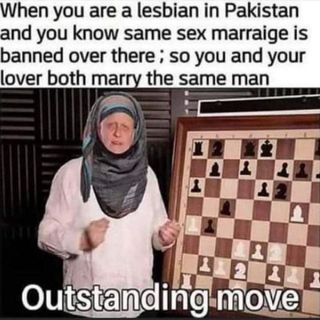 When you are a lesbian in Pakistan
and you know same sex marraige is
banned over there ; so you and your
lover both marry the same man
Outstanding move